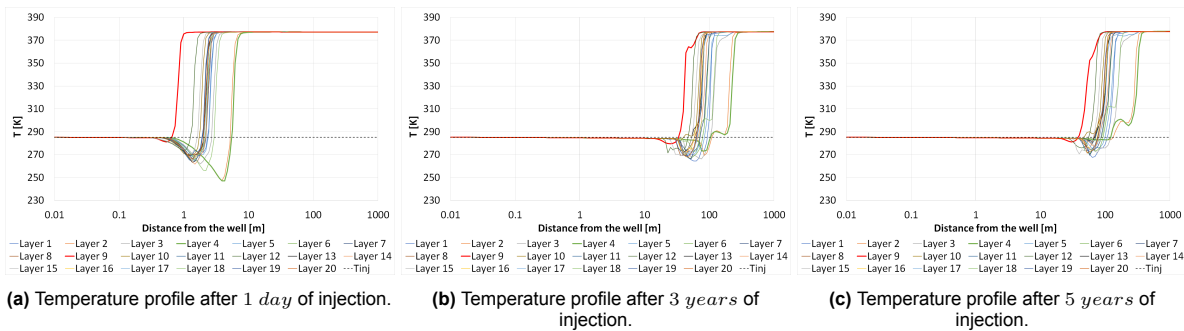 390
370
350
330
310
290
270
250
230
T [K]
0.01 0.1 1 10 100 1000
Distance from the well [m]
Layer 1 Layer 2 Layer 3 Layer 4 Layer 5 Layer 6 Layer 7
Layer 8 Layer 9 Layer 10 Layer 11 Layer 12 Layer 13 Layer 14
Layer 15 Layer 16 Layer 17 Layer 18 Layer 19 Layer 20 Tinj
(a) Temperature profile after 1 day of injection.
390
370
350
330
310
290
270
250
230
T [K]
0.01 0.1 1 10 100 1000
Distance from the well [m]
Layer 1 Layer 2 Layer 3 Layer 4 Layer 5 Layer 6 Layer 7
Layer 8 Layer 9 Layer 10 Layer 11 Layer 12 Layer 13 Layer 14
Layer 15 Layer 16 Layer 17 Layer 18 Layer 19 Layer 20 Tinj
(b) Temperature profile after 3 years of
injection.
390
370
350
330
310
290
270
250
230
T [K]
0.01 0.1 1 10 100 1000
Distance from the well [m]
Layer 1 Layer 2 Layer 3 Layer 4 Layer 5 Layer 6 Layer 7
Layer 8 Layer 9 Layer 10 Layer 11 Layer 12 Layer 13 Layer 14
Layer 15 Layer 16 Layer 17 Layer 18 Layer 19 Layer 20 Tinj
(c) Temperature profile after 5 years of
injection.